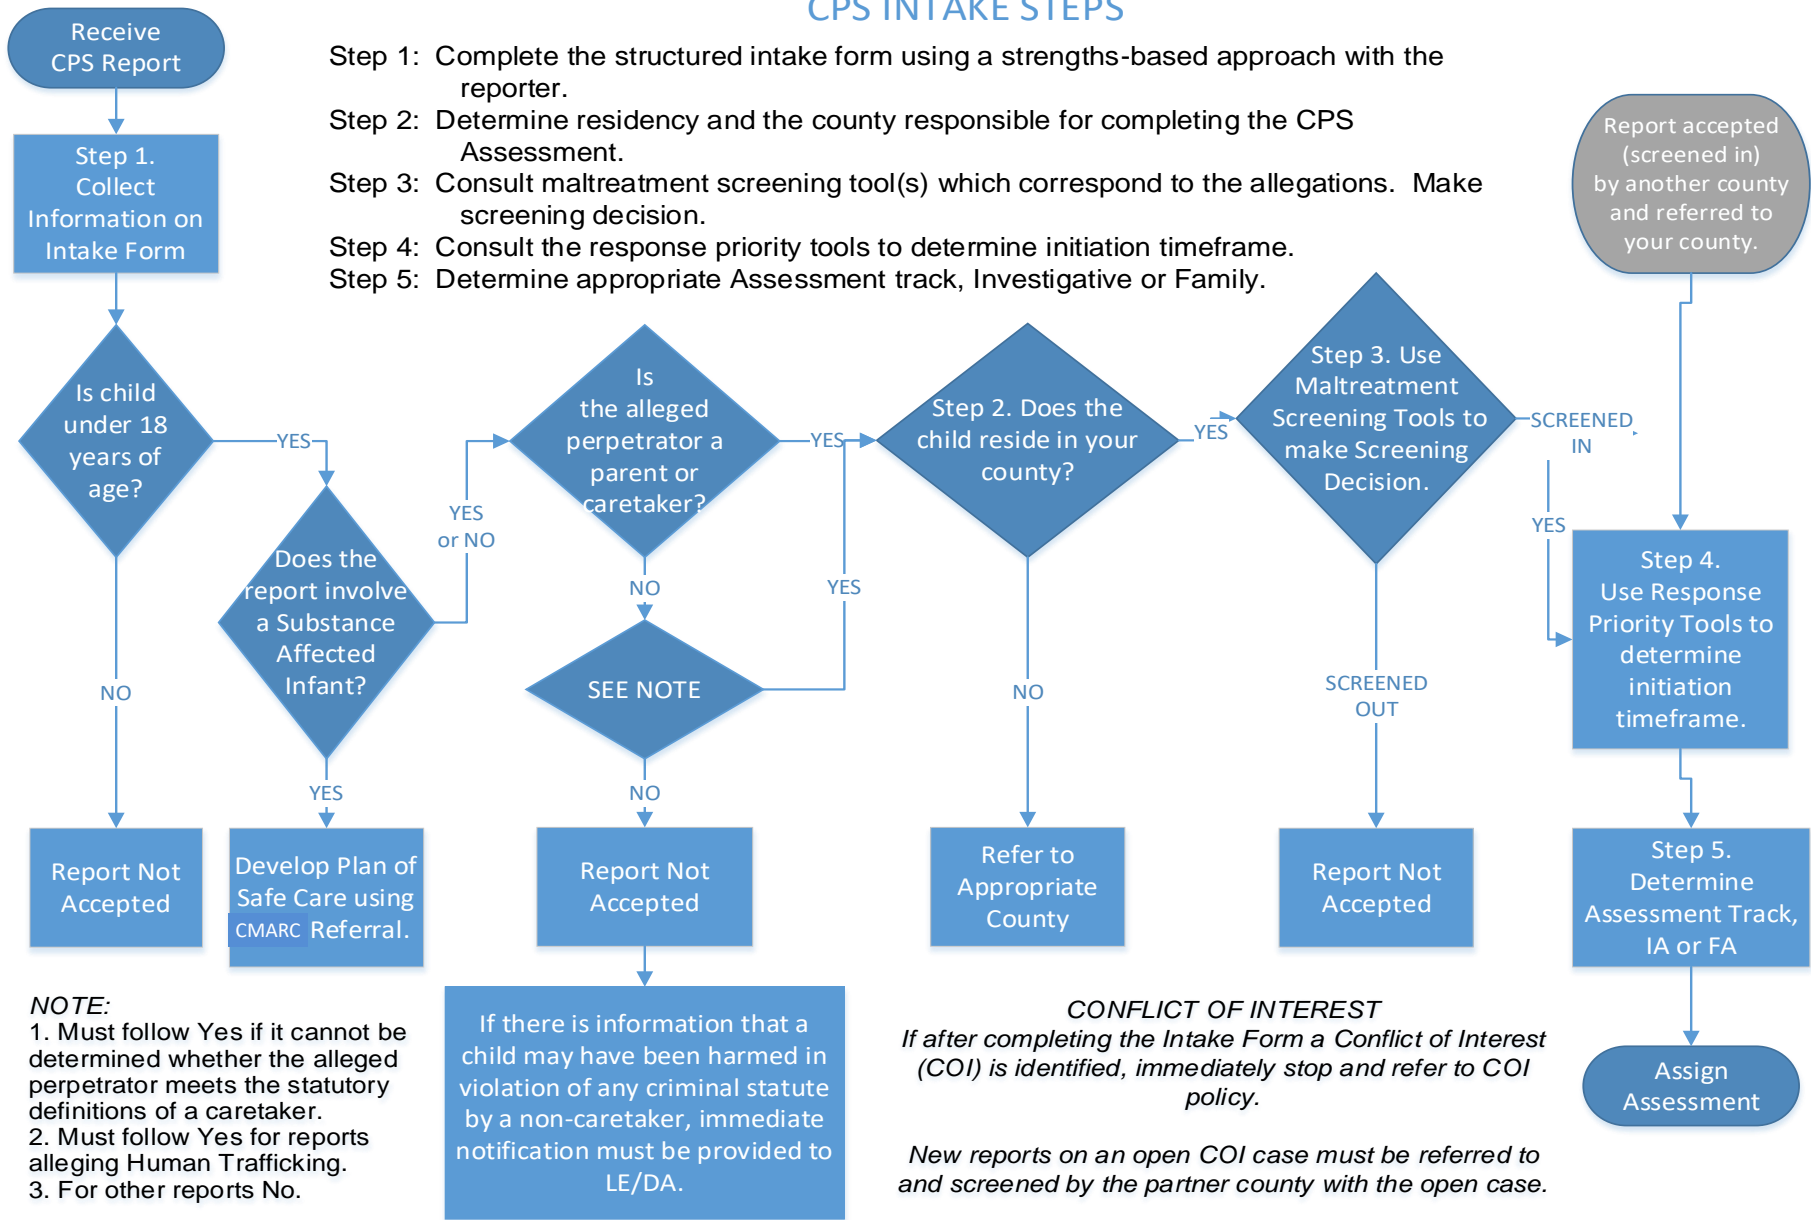 CPS INTAKE STEPS
Receive
CPS Report
Step 1: Complete the structured intake form using a strengths-based approach with the
reporter.
Step 2: Determine residency and the county responsible for completing the CPS
Assessment.
Step 3: Consult maltreatment screening tool(s) which correspond to the allegations. Make
screening decision.
Step 4: Consult the response priority tools to determine initiation timeframe.
Step 5: Determine appropriate Assessment track, Investigative or Family.
Report accepted
(screened in)
by another county
and referred to
your county.
Step 1.
Collect
Information on
Intake Form
Is child
under 18
years of
age?
YES
NO
Report Not
Accepted
Does the
report involve
a Substance
Affected
Infant?
YES
or NO
YES
Develop Plan of
Safe Care using
CMARC Referral.
Is
the alleged
perpetrator a
parent or
caretaker?
YES
NO
SEE NOTE
YES
NO
Report Not
Accepted
If there is information that a
child may have been harmed in
violation of any criminal statute
by a non-caretaker, immediate
notification must be provided to
LE/DA.
Step 2. Does the
child reside in your
county?
YES
NO
Refer to
Appropriate
County
Step 3. Use
Maltreatment
Screening Tools to
make Screening
Decision.
SCREENED
IN
YES
SCREENED
OUT
Report Not
Accepted
Step 4.
Use Response
Priority Tools to
determine
initiation
timeframe.
Step 5.
Determine
Assessment Track,
IA or FA
Assign
Assessment
NOTE:
1. Must follow Yes if it cannot be
determined whether the alleged
perpetrator meets the statutory
definitions of a caretaker.
2. Must follow Yes for reports
alleging Human Trafficking.
3. For other reports No.
CONFLICT OF INTEREST
If after completing the Intake Form a Conflict of Interest
(COI) is identified, immediately stop and refer to COI
policy.
New reports on an open COI case must be referred to
and screened by the partner county with the open case.